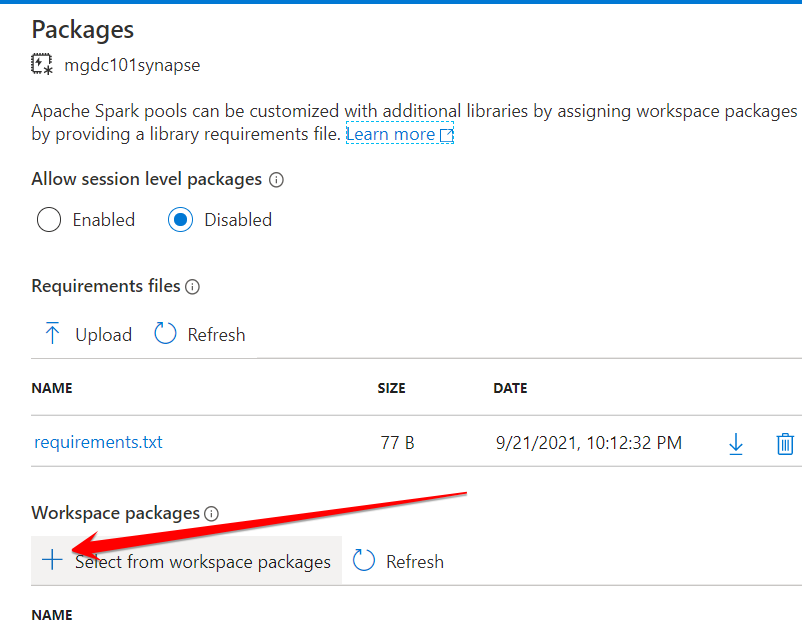 Packages
mgdc101synapse
Apache Spark pools can be customized with additional libraries by assigning workspace packages
by providing a library requirements file. Learn more
Allow session level packages
Enabled Disabled
Requirements files
Upload Refresh
NAME SIZE DATE
requirements.txt 77 B 9/21/2021, 10:12:32 PM
Workspace packages
Select from workspace packages Refresh
NAME